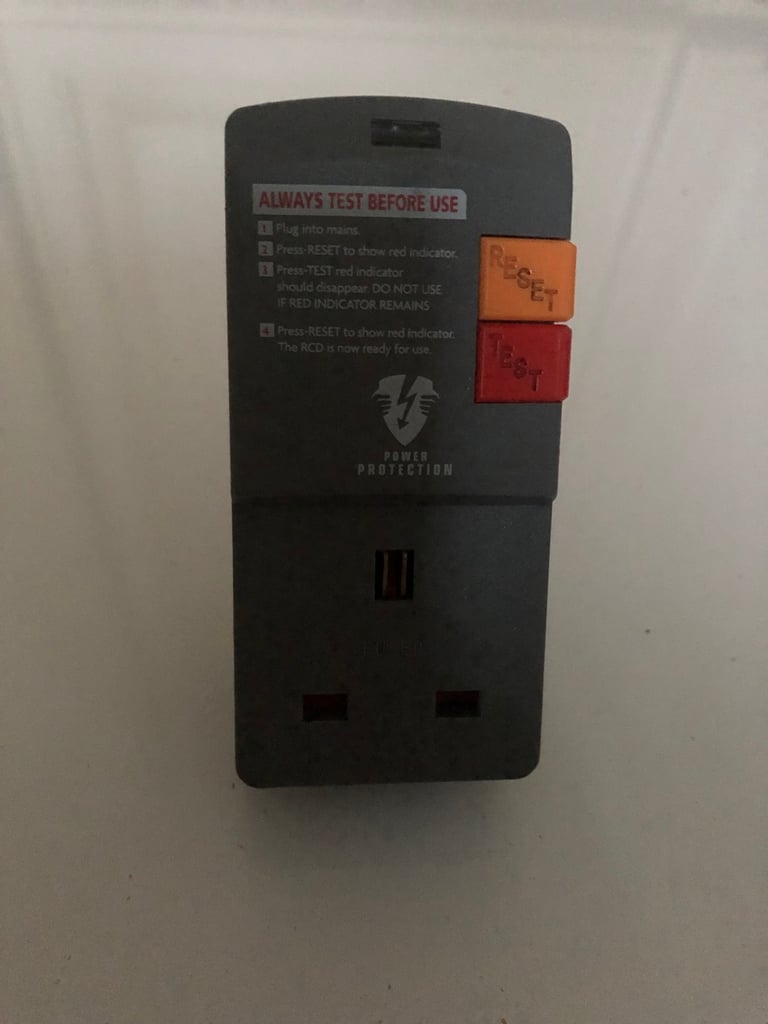 ALWAYS TEST BEFORE USE
1 Plug into mains.
2 Press-RESET to show red indicator.
3 Press-TEST red indicator
should disappear. DO NOT USE
IF RED INDICATOR REMAINS
4 Press-RESET to show red indicator.
The RCD is now ready for use.
RESET
TEST
POWER
PROTECTION
FUSED